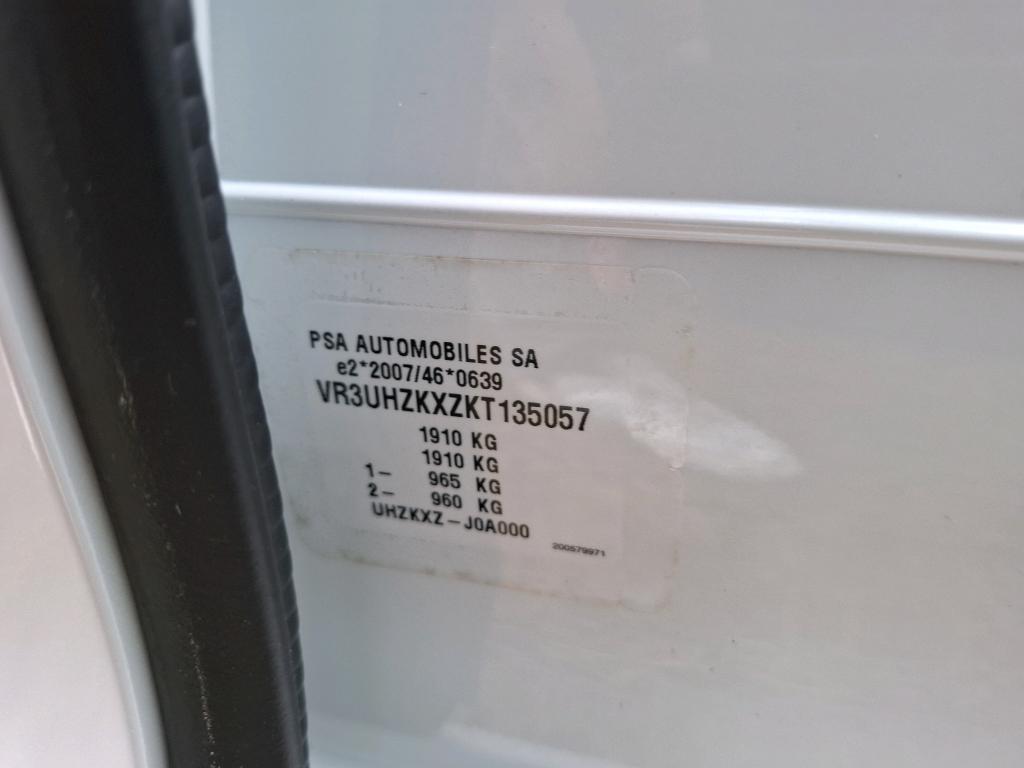 PSA AUTOMOBILES SA
e2*2007/46*0639
VR3UHZKXZKT135057
1910 KG
1910 KG
1– 965 KG
2– 960 KG
UHZKXZ–J0A000
200579971